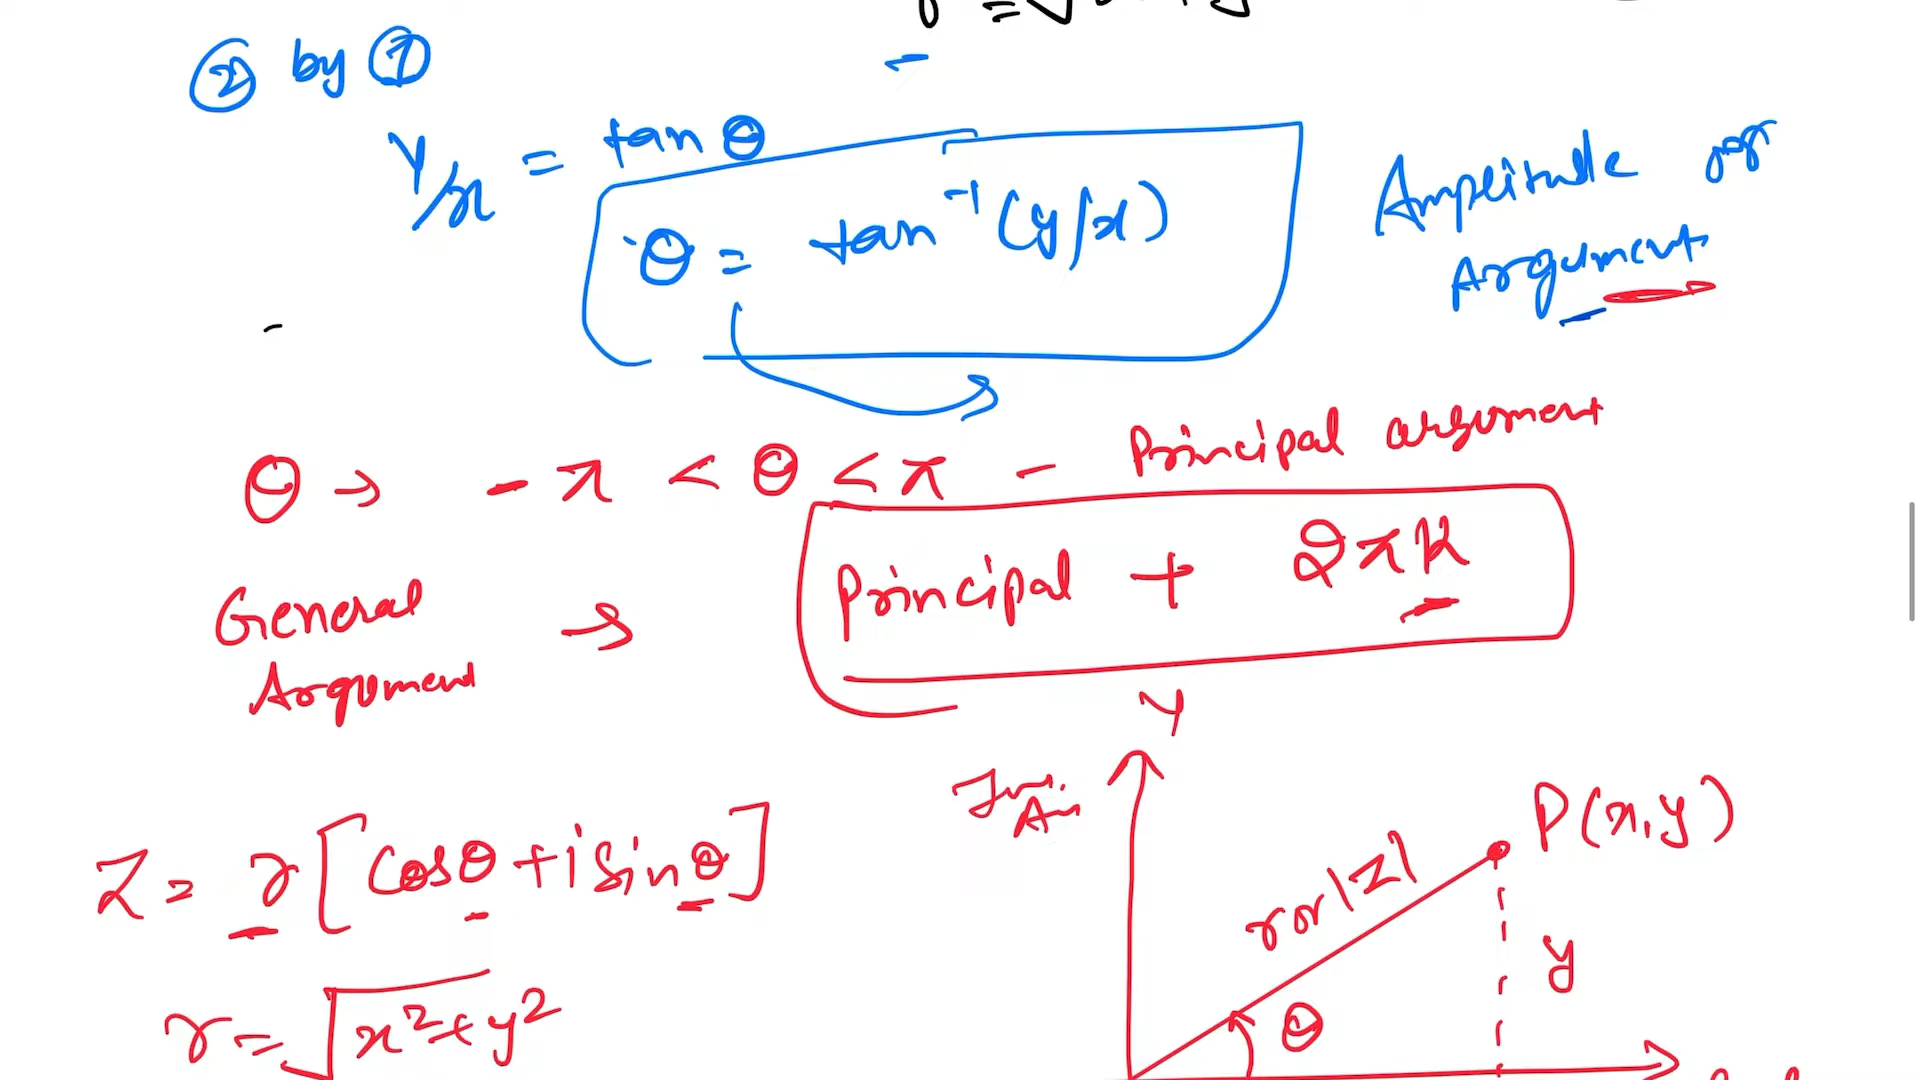 ② by ①
y/x = tan θ
θ = tan⁻¹(y/x)
Amplitude or
Argument
θ → -π < θ < π - Principal argument
General
Argument
→ Principal + 2πk
Y
P(x,y)
Z = r[cosθ + i sinθ]
r or |z|
y
r = √x²+y²
θ